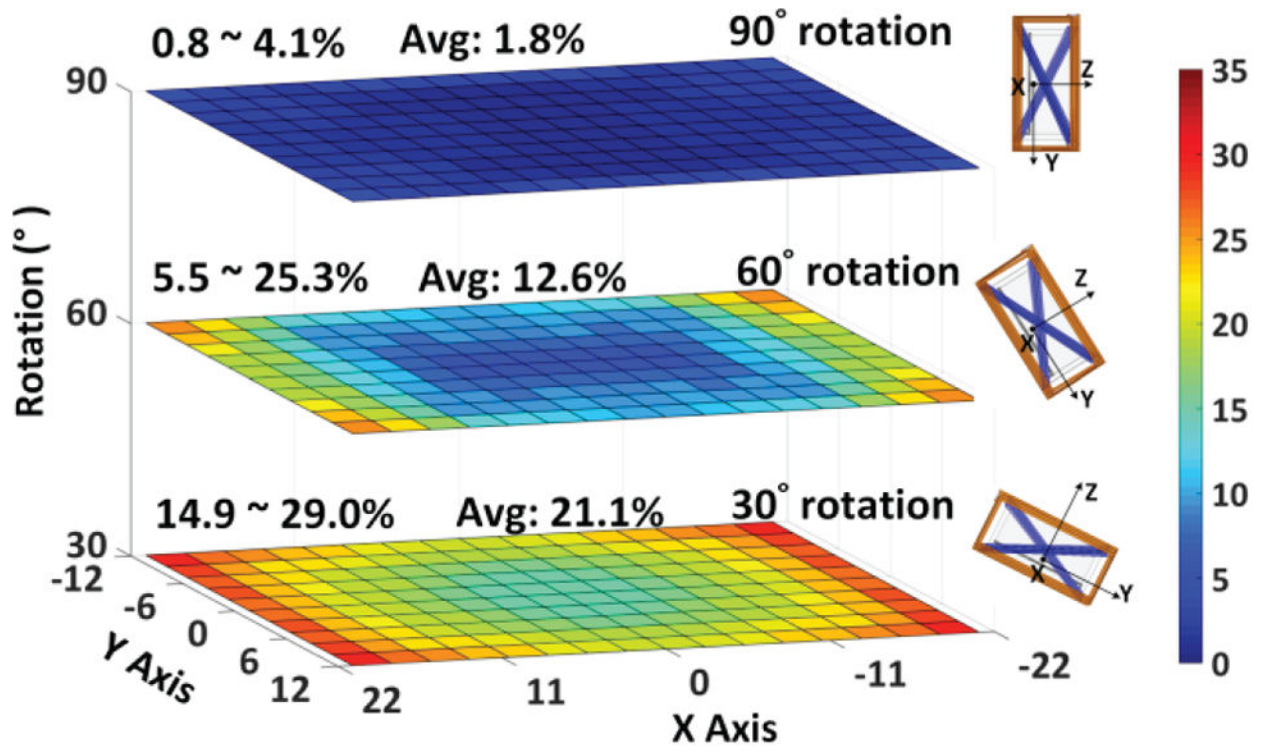 0.8 ~ 4.1% Avg: 1.8% 90° rotation
90
Z
X
Y
35
30
25
20
15
10
5
0
Rotation (°)
5.5 ~ 25.3% Avg: 12.6% 60° rotation
60
Z
X
Y
14.9 ~ 29.0% Avg: 21.1% 30° rotation
30
Z
X
Y
-12
-6
0
6
12
Y Axis
22
11
0
-11
-22
X Axis